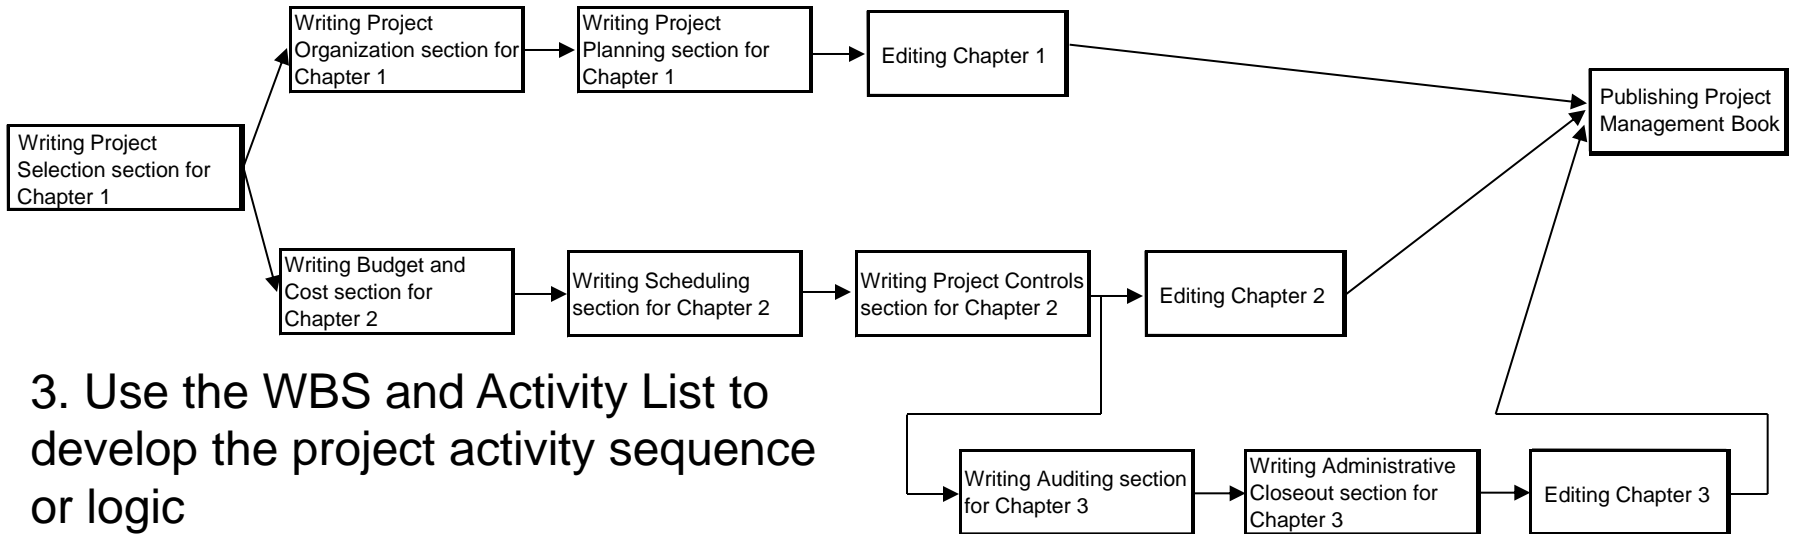 Writing Project
Organization section for
Chapter 1
Writing Project
Planning section for
Chapter 1
Editing Chapter 1
Publishing Project
Management Book
Writing Project
Selection section for
Chapter 1
Writing Budget and
Cost section for
Chapter 2
Writing Scheduling
section for Chapter 2
Writing Project Controls
section for Chapter 2
Editing Chapter 2
3. Use the WBS and Activity List to
develop the project activity sequence
or logic
Writing Auditing section
for Chapter 3
Writing Administrative
Closeout section for
Chapter 3
Editing Chapter 3